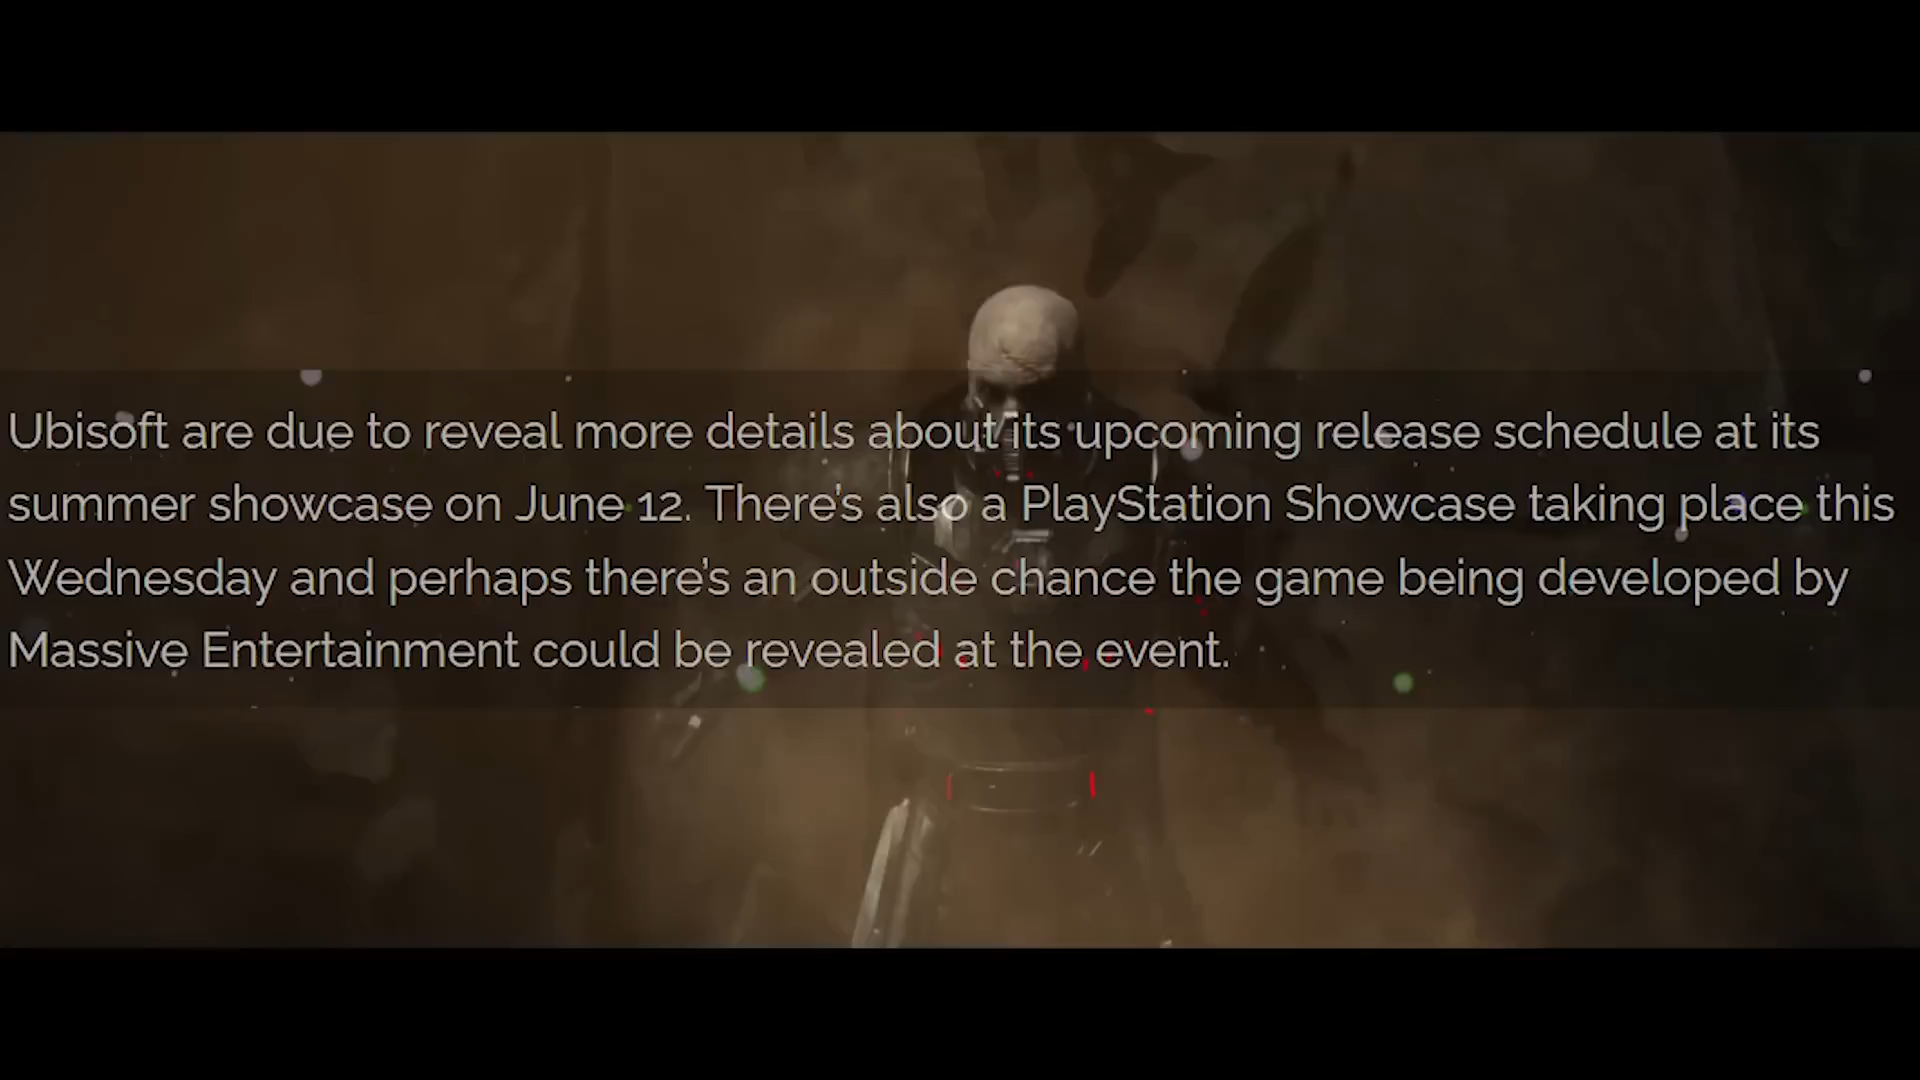 Ubisoft are due to reveal more details about its upcoming release schedule at its
summer showcase on June 12. There's also a PlayStation Showcase taking place this
Wednesday and perhaps there's an outside chance the game being developed by
Massive Entertainment could be revealed at the event.